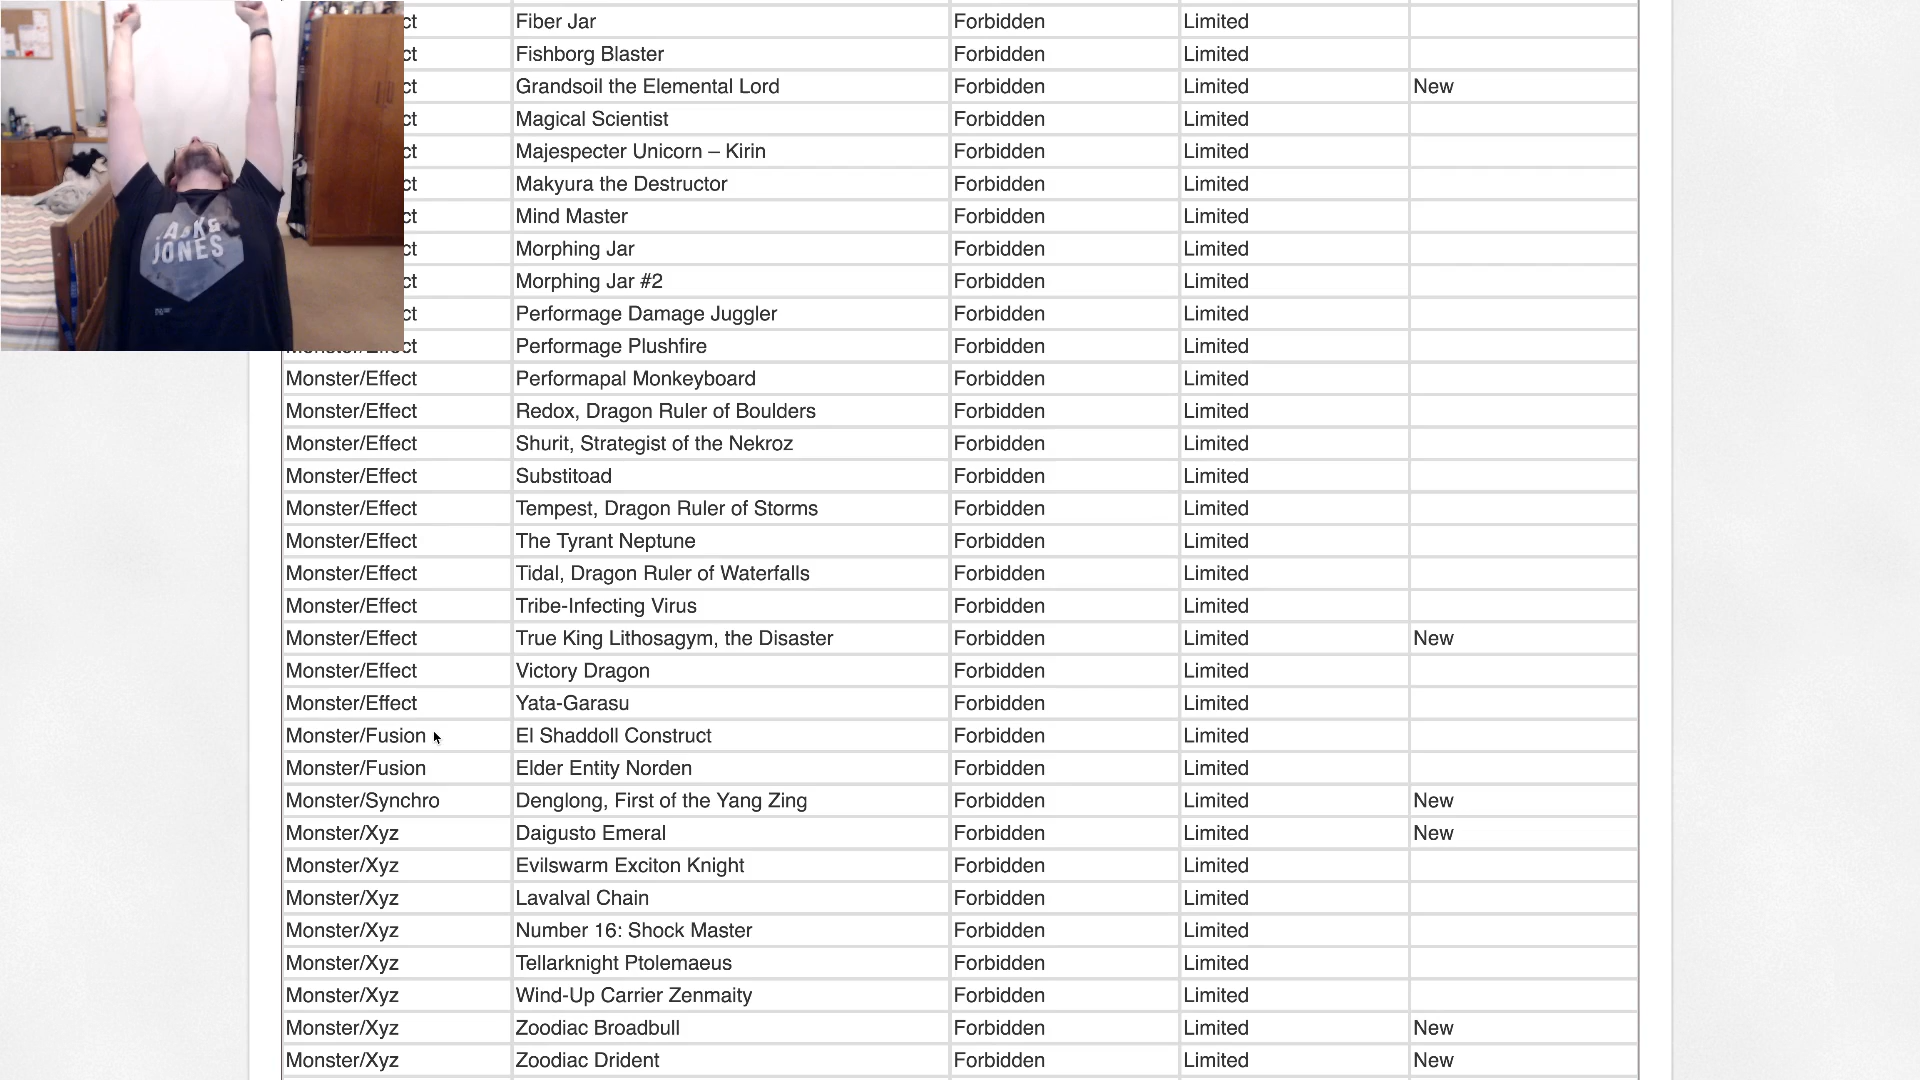 ct Fiber Jar Forbidden Limited
ct Fishborg Blaster Forbidden Limited
ct Grandsoil the Elemental Lord Forbidden Limited New
ct Magical Scientist Forbidden Limited
ct Majespecter Unicorn – Kirin Forbidden Limited
ct Makyura the Destructor Forbidden Limited
ct Mind Master Forbidden Limited
JONES
ct Morphing Jar Forbidden Limited
ct Morphing Jar #2 Forbidden Limited
ct Performage Damage Juggler Forbidden Limited
Monster/Effect Performage Plushfire Forbidden Limited
Monster/Effect Performapal Monkeyboard Forbidden Limited
Monster/Effect Redox, Dragon Ruler of Boulders Forbidden Limited
Monster/Effect Shurit, Strategist of the Nekroz Forbidden Limited
Monster/Effect Substitoad Forbidden Limited
Monster/Effect Tempest, Dragon Ruler of Storms Forbidden Limited
Monster/Effect The Tyrant Neptune Forbidden Limited
Monster/Effect Tidal, Dragon Ruler of Waterfalls Forbidden Limited
Monster/Effect Tribe-Infecting Virus Forbidden Limited
Monster/Effect True King Lithosagym, the Disaster Forbidden Limited New
Monster/Effect Victory Dragon Forbidden Limited
Monster/Effect Yata-Garasu Forbidden Limited
Monster/Fusion El Shaddoll Construct Forbidden Limited
Monster/Fusion Elder Entity Norden Forbidden Limited
Monster/Synchro Denglong, First of the Yang Zing Forbidden Limited New
Monster/Xyz Daigusto Emeral Forbidden Limited New
Monster/Xyz Evilswarm Exciton Knight Forbidden Limited
Monster/Xyz Lavalval Chain Forbidden Limited
Monster/Xyz Number 16: Shock Master Forbidden Limited
Monster/Xyz Tellarknight Ptolemaeus Forbidden Limited
Monster/Xyz Wind-Up Carrier Zenmaity Forbidden Limited
Monster/Xyz Zoodiac Broadbull Forbidden Limited New
Monster/Xyz Zoodiac Drident Forbidden Limited New